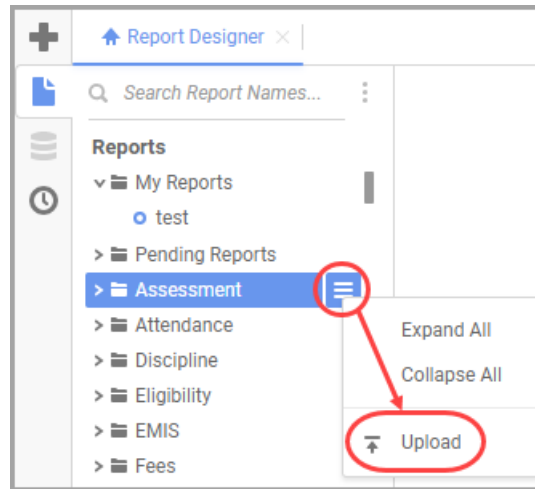 Report Designer
Search Report Names...
Reports
My Reports
test
Pending Reports
Assessment
Attendance
Discipline
Eligibility
EMIS
Fees
Expand All
Collapse All
Upload